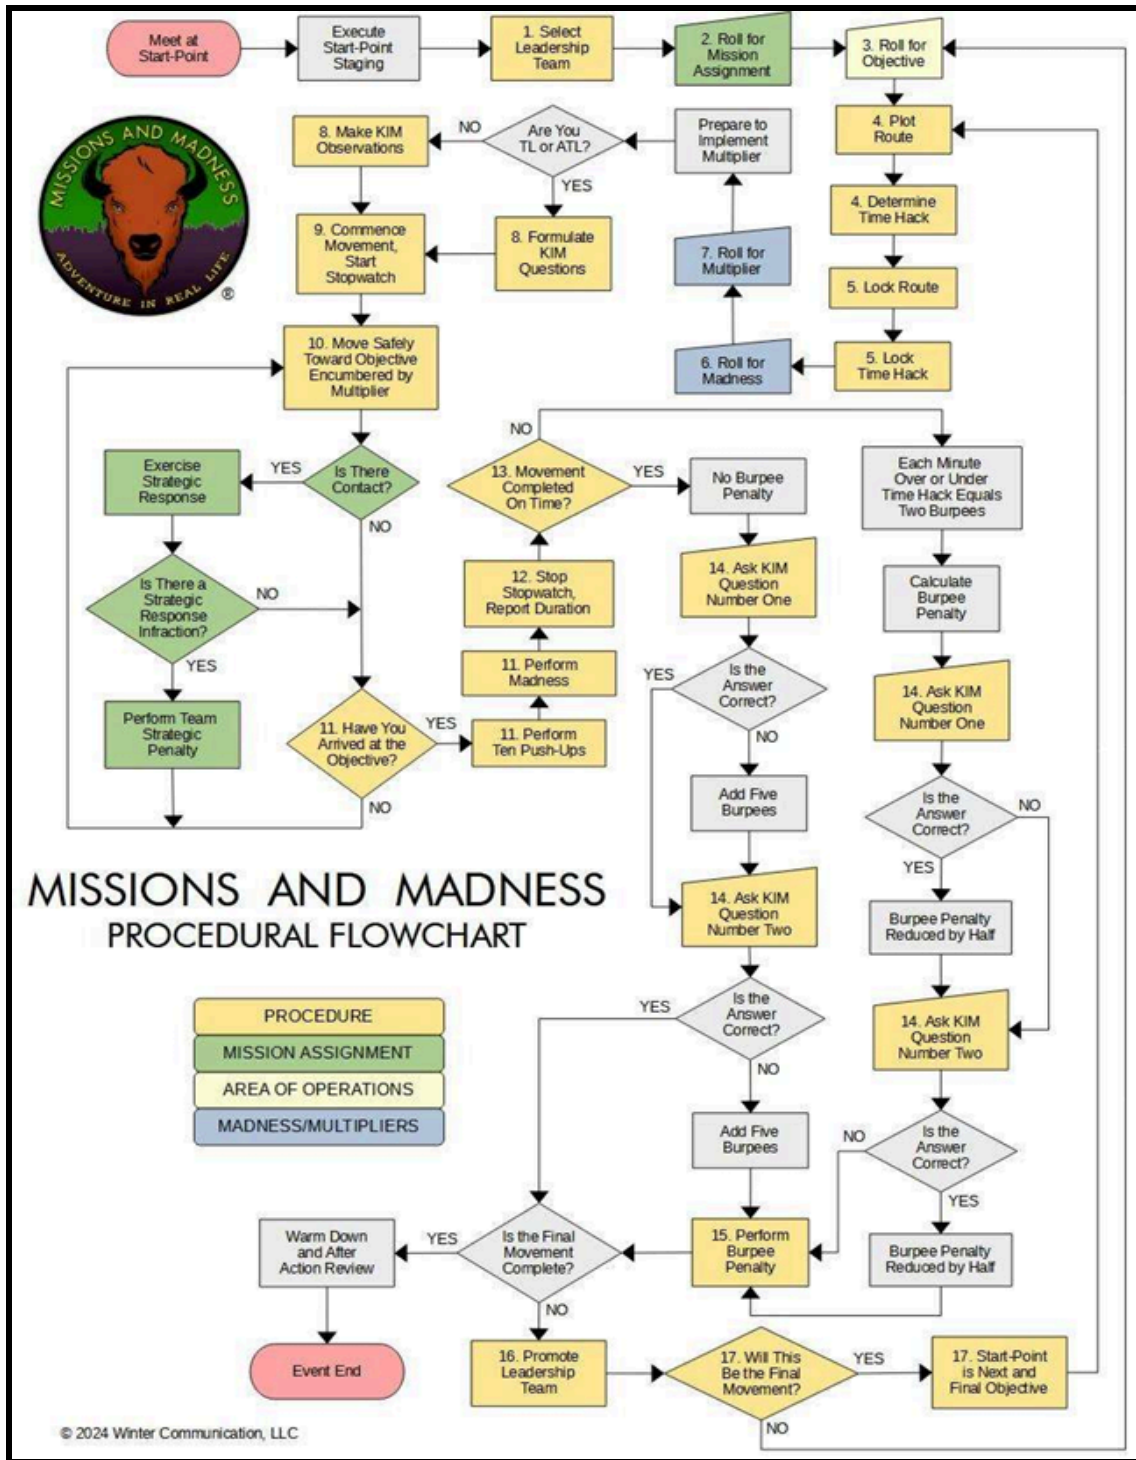 Meet at
Start-Point
Execute
Start-Point
Staging
1. Select
Leadership
Team
2. Roll for
Mission
Assignment
3. Roll for
Objective
4. Plot
Route
4. Determine
Time Hack
5. Lock Route
5. Lock
Time Hack
6. Roll for
Madness
7. Roll for
Multiplier
Prepare to
Implement
Multiplier
Are You
TL or ATL?
NO
YES
8. Make KIM
Observations
8. Formulate
KIM
Questions
9. Commence
Movement,
Start
Stopwatch
MISSIONS AND MADNESS
ADVENTURE IN REAL LIFE
®
10. Move Safely
Toward Objective
Encumbered by
Multiplier
Is There
Contact?
YES
NO
Exercise
Strategic
Response
Is There a
Strategic
Response
Infraction?
NO
YES
Perform Team
Strategic
Penalty
11. Have You
Arrived at the
Objective?
YES
NO
11. Perform
Ten Push-Ups
11. Perform
Madness
12. Stop
Stopwatch,
Report Duration
13. Movement
Completed
On Time?
NO
YES
No Burpee
Penalty
14. Ask KIM
Question
Number One
Is the
Answer
Correct?
YES
NO
Add Five
Burpees
14. Ask KIM
Question
Number Two
Is the
Answer
Correct?
YES
NO
Add Five
Burpees
Each Minute
Over or Under
Time Hack Equals
Two Burpees
Calculate
Burpee
Penalty
14. Ask KIM
Question
Number One
Is the
Answer
Correct?
NO
YES
Burpee Penalty
Reduced by Half
14. Ask KIM
Question
Number Two
Is the
Answer
Correct?
NO
YES
Burpee Penalty
Reduced by Half
15. Perform
Burpee
Penalty
Is the Final
Movement
Complete?
YES
NO
Warm Down
and After
Action Review
Event End
16. Promote
Leadership
Team
17. Will This
Be the Final
Movement?
YES
NO
17. Start-Point
is Next and
Final Objective
MISSIONS AND MADNESS
PROCEDURAL FLOWCHART
PROCEDURE
MISSION ASSIGNMENT
AREA OF OPERATIONS
MADNESS/MULTIPLIERS
© 2024 Winter Communication, LLC